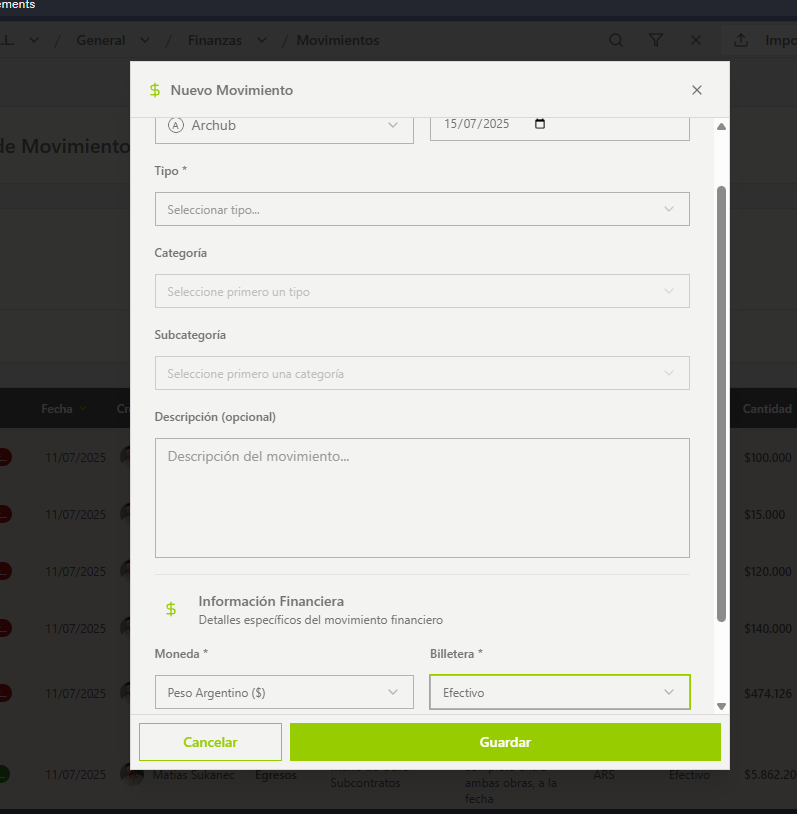 ements
.L. / General / Finanzas / Movimientos Impo
Nuevo Movimiento
de Movimiento
A Archub 15/07/2025
Tipo *
Seleccionar tipo...
Categoría
Seleccione primero un tipo
Subcategoría
Seleccione primero una categoría
Descripción (opcional)
Descripción del movimiento...
Fecha Cr Cantidad
11/07/2025 $100.000
11/07/2025 $15.000
11/07/2025 $120.000
11/07/2025 $140.000
11/07/2025 $474.126
$ Información Financiera
Detalles específicos del movimiento financiero
Moneda * Billetera *
Peso Argentino ($) Efectivo
Cancelar Guardar
11/07/2025 Matias Sukanec Egresos Subcontratos ambas obras, a la fecha ARS Efectivo $5.862.20